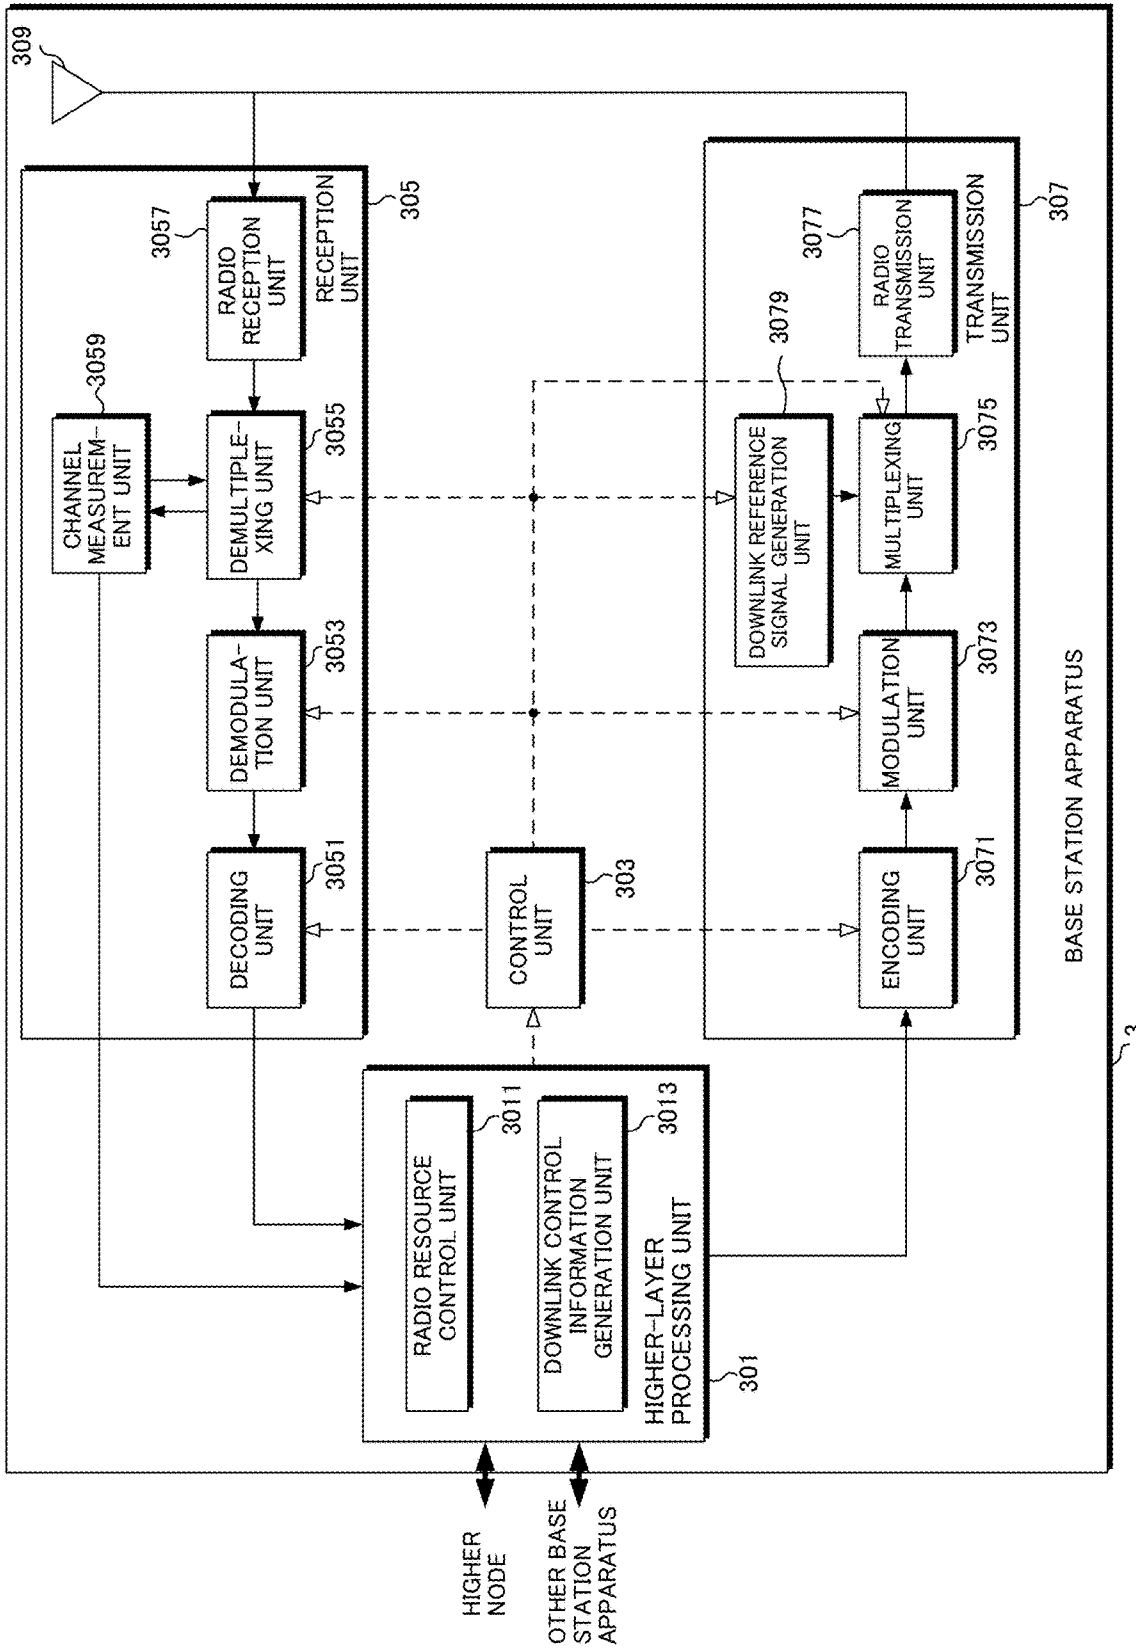 309
3057
RADIO
RECEPTION
UNIT
RECEPTION
UNIT
305
3059
CHANNEL
MEASUREM-
ENT UNIT
DEMULTIPLE-
XING UNIT
3055
DEMODULA-
TION UNIT
3053
DECODING
UNIT
3051
CONTROL
UNIT
303
3077
RADIO
TRANSMISSION
UNIT
TRANSMISSION
UNIT
307
3079
DOWNLINK REFERENCE
SIGNAL GENERATION
UNIT
MULTIPLEXING
UNIT
3075
MODULATION
UNIT
3073
ENCODING
UNIT
3071
RADIO RESOURCE
CONTROL UNIT
3011
DOWNLINK CONTROL
INFORMATION
GENERATION UNIT
3013
HIGHER-LAYER
PROCESSING UNIT
301
BASE STATION APPARATUS
3
HIGHER
NODE
OTHER BASE
STATION
APPARATUS